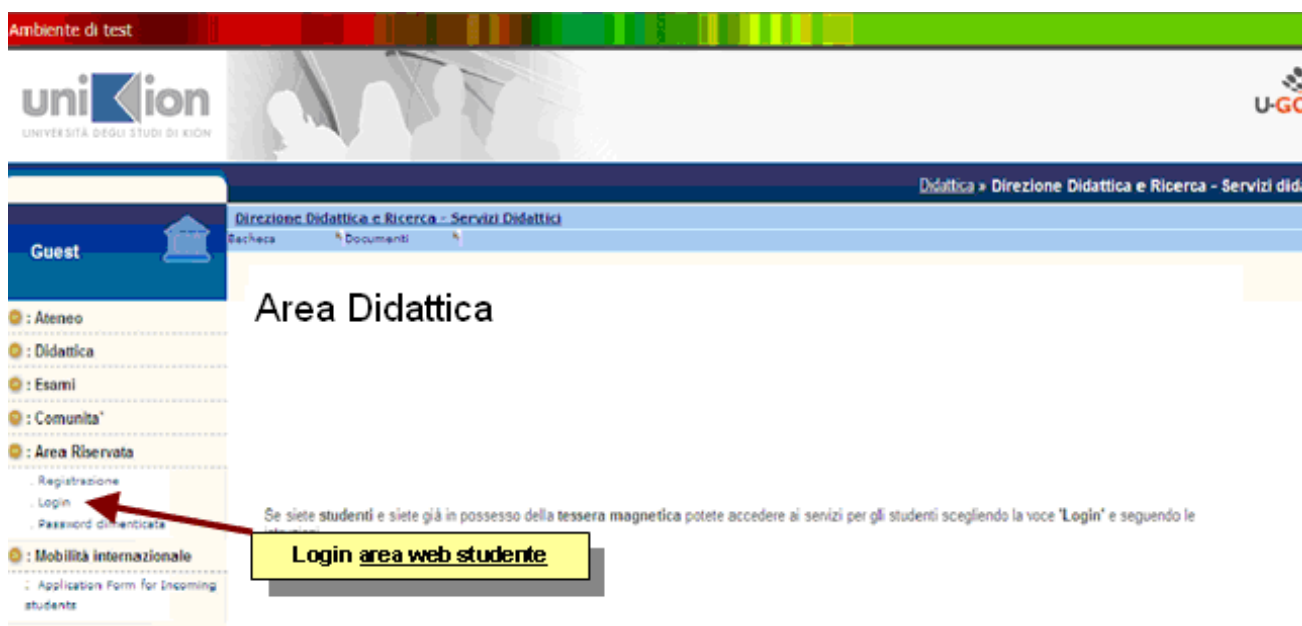 Ambiente di test
uniKion
UNIVERSITÀ DEGLI STUDI DI KION
U-GO
Didattica » Direzione Didattica e Ricerca - Servizi dida
Guest
Direzione Didattica e Ricerca - Servizi Didattici
Bacheca Documenti
Area Didattica
: Ateneo
: Didattica
: Esami
: Comunita'
: Area Riservata
. Registrazione
. Login
. Password dimenticata
Se siete studenti e siete già in possesso della tessera magnetica potete accedere ai servizi per gli studenti scegliendo la voce 'Login' e seguendo le
Login area web studente
: Mobilità internazionale
: Application Form for Incoming
students